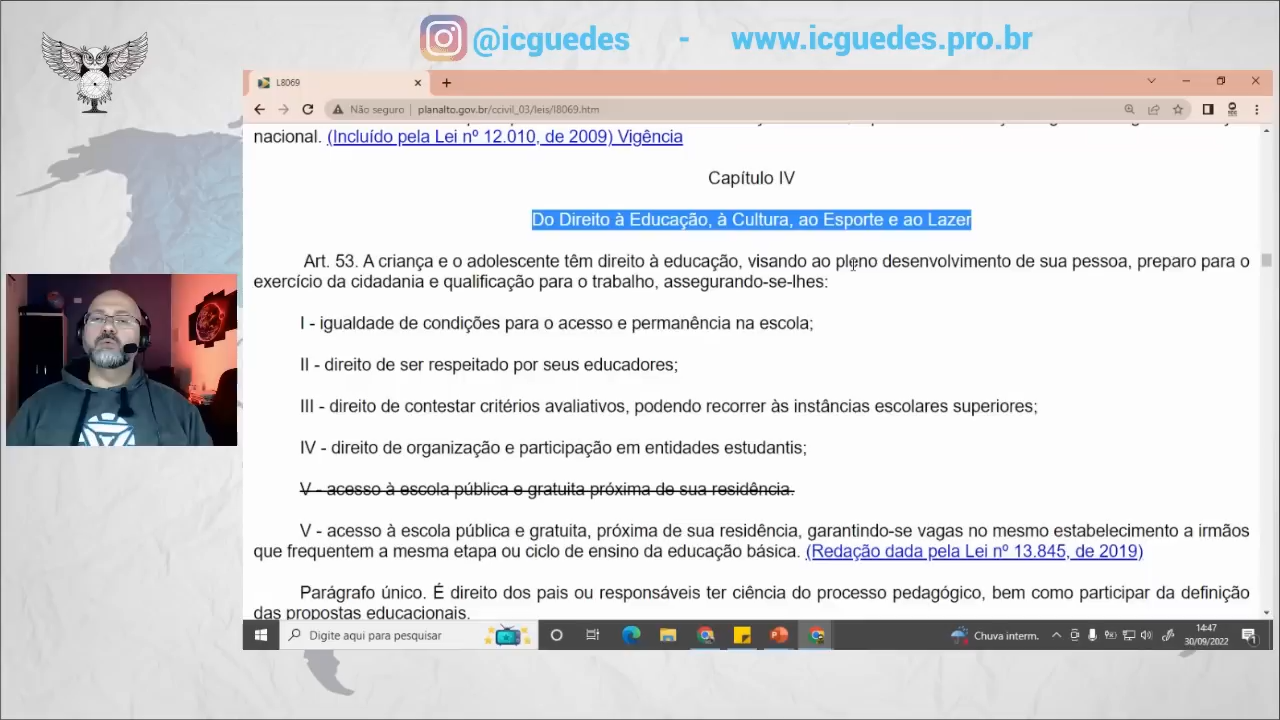 @icguedes - www.icguedes.pro.br
L8069
Não seguro | planalto.gov.br/ccivil_03/leis/l8069.htm
nacional. (Incluído pela Lei nº 12.010, de 2009) Vigência
Capítulo IV
Do Direito à Educação, à Cultura, ao Esporte e ao Lazer
Art. 53. A criança e o adolescente têm direito à educação, visando ao pleno desenvolvimento de sua pessoa, preparo para o
exercício da cidadania e qualificação para o trabalho, assegurando-se-lhes:
I - igualdade de condições para o acesso e permanência na escola;
II - direito de ser respeitado por seus educadores;
III - direito de contestar critérios avaliativos, podendo recorrer às instâncias escolares superiores;
IV - direito de organização e participação em entidades estudantis;
V - acesso à escola pública e gratuita próxima de sua residência.
V - acesso à escola pública e gratuita, próxima de sua residência, garantindo-se vagas no mesmo estabelecimento a irmãos
que frequentem a mesma etapa ou ciclo de ensino da educação básica. (Redação dada pela Lei nº 13.845, de 2019)
Parágrafo único. É direito dos pais ou responsáveis ter ciência do processo pedagógico, bem como participar da definição
das propostas educacionais.
Digite aqui para pesquisar
Chuva interm.
14:47
30/09/2022